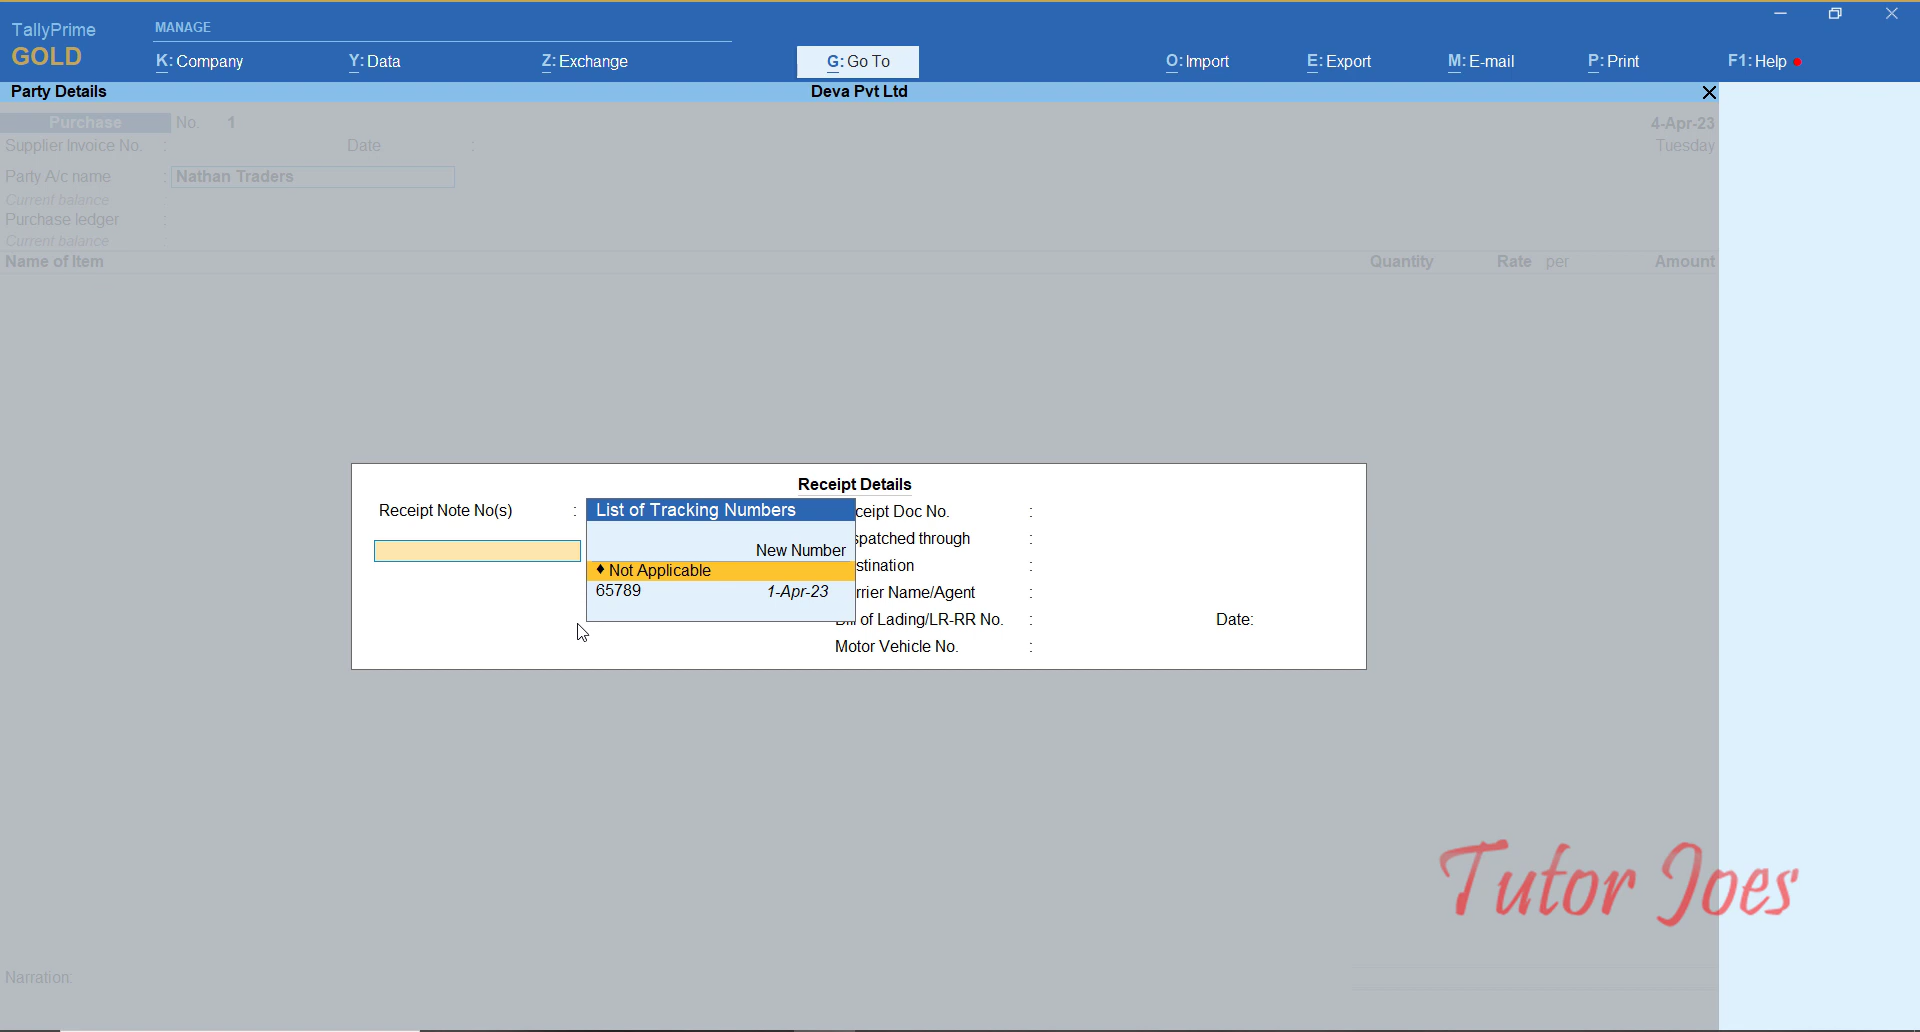 TallyPrime
GOLD
MANAGE
K: Company
Y: Data
Z: Exchange
G: Go To
O: Import
E: Export
M: E-mail
P: Print
F1: Help
Party Details
Deva Pvt Ltd
Purchase No. 1
4-Apr-23
Supplier Invoice No. :
Date :
Tuesday
Party A/c name : Nathan Traders
Current balance
Purchase ledger :
Current balance
Name of Item
Quantity
Rate per
Amount
Receipt Details
Receipt Note No(s) :
List of Tracking Numbers
New Number
♦ Not Applicable
65789 1-Apr-23
ceipt Doc No. :
spatched through :
stination :
rrier Name/Agent :
of Lading/LR-RR No. :
Date:
Motor Vehicle No. :
Narration:
Tutor Joes